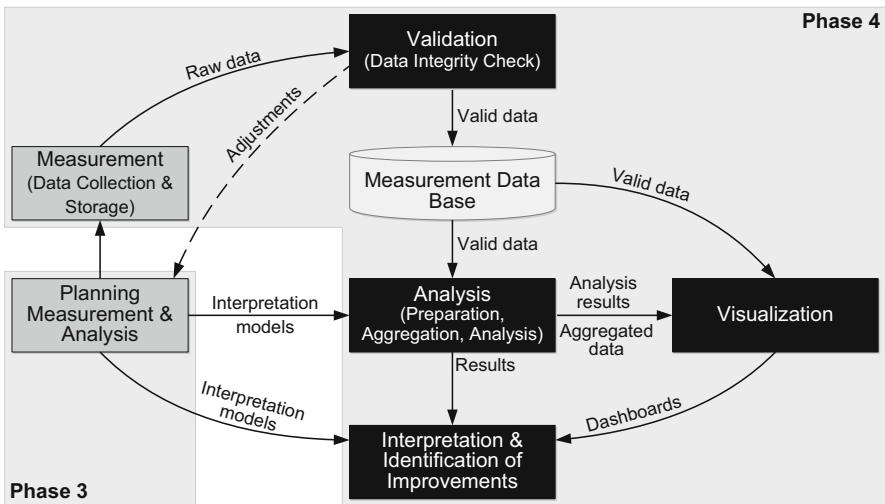 Phase 4
Validation
(Data Integrity Check)
Raw data
Adjustments
Valid data
Measurement
(Data Collection &
Storage)
Measurement Data
Base
Valid data
Valid data
Planning
Measurement &
Analysis
Interpretation
models
Analysis
(Preparation,
Aggregation, Analysis)
Analysis
results
Aggregated
data
Visualization
Results
Interpretation
models
Dashboards
Interpretation &
Identification of
Improvements
Phase 3